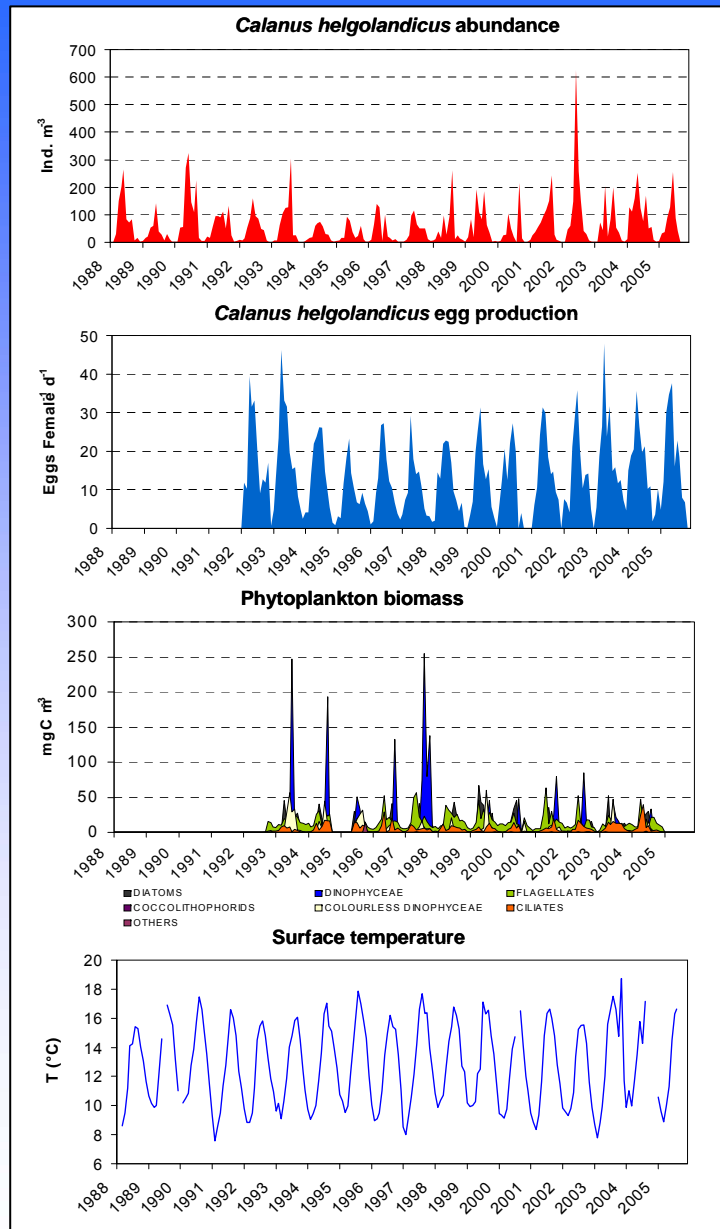 Calanus helgolandicus abundance
Ind. m-3
700
600
500
400
300
200
100
0
1988 1989 1990 1991 1992 1993 1994 1995 1996 1997 1998 1999 2000 2001 2002 2003 2004 2005
Calanus helgolandicus egg production
Eggs Female d-1
50
40
30
20
10
0
1988 1989 1990 1991 1992 1993 1994 1995 1996 1997 1998 1999 2000 2001 2002 2003 2004 2005
Phytoplankton biomass
mgC m-3
300
250
200
150
100
50
0
1988 1989 1990 1991 1992 1993 1994 1995 1996 1997 1998 1999 2000 2001 2002 2003 2004 2005
DIATOMS DINOPHYCEAE FLAGELLATES
COCCOLITHOPHORIDS COLOURLESS DINOPHYCEAE CILIATES
OTHERS
Surface temperature
T (°C)
20
18
16
14
12
10
8
6
1988 1989 1990 1991 1992 1993 1994 1995 1996 1997 1998 1999 2000 2001 2002 2003 2004 2005